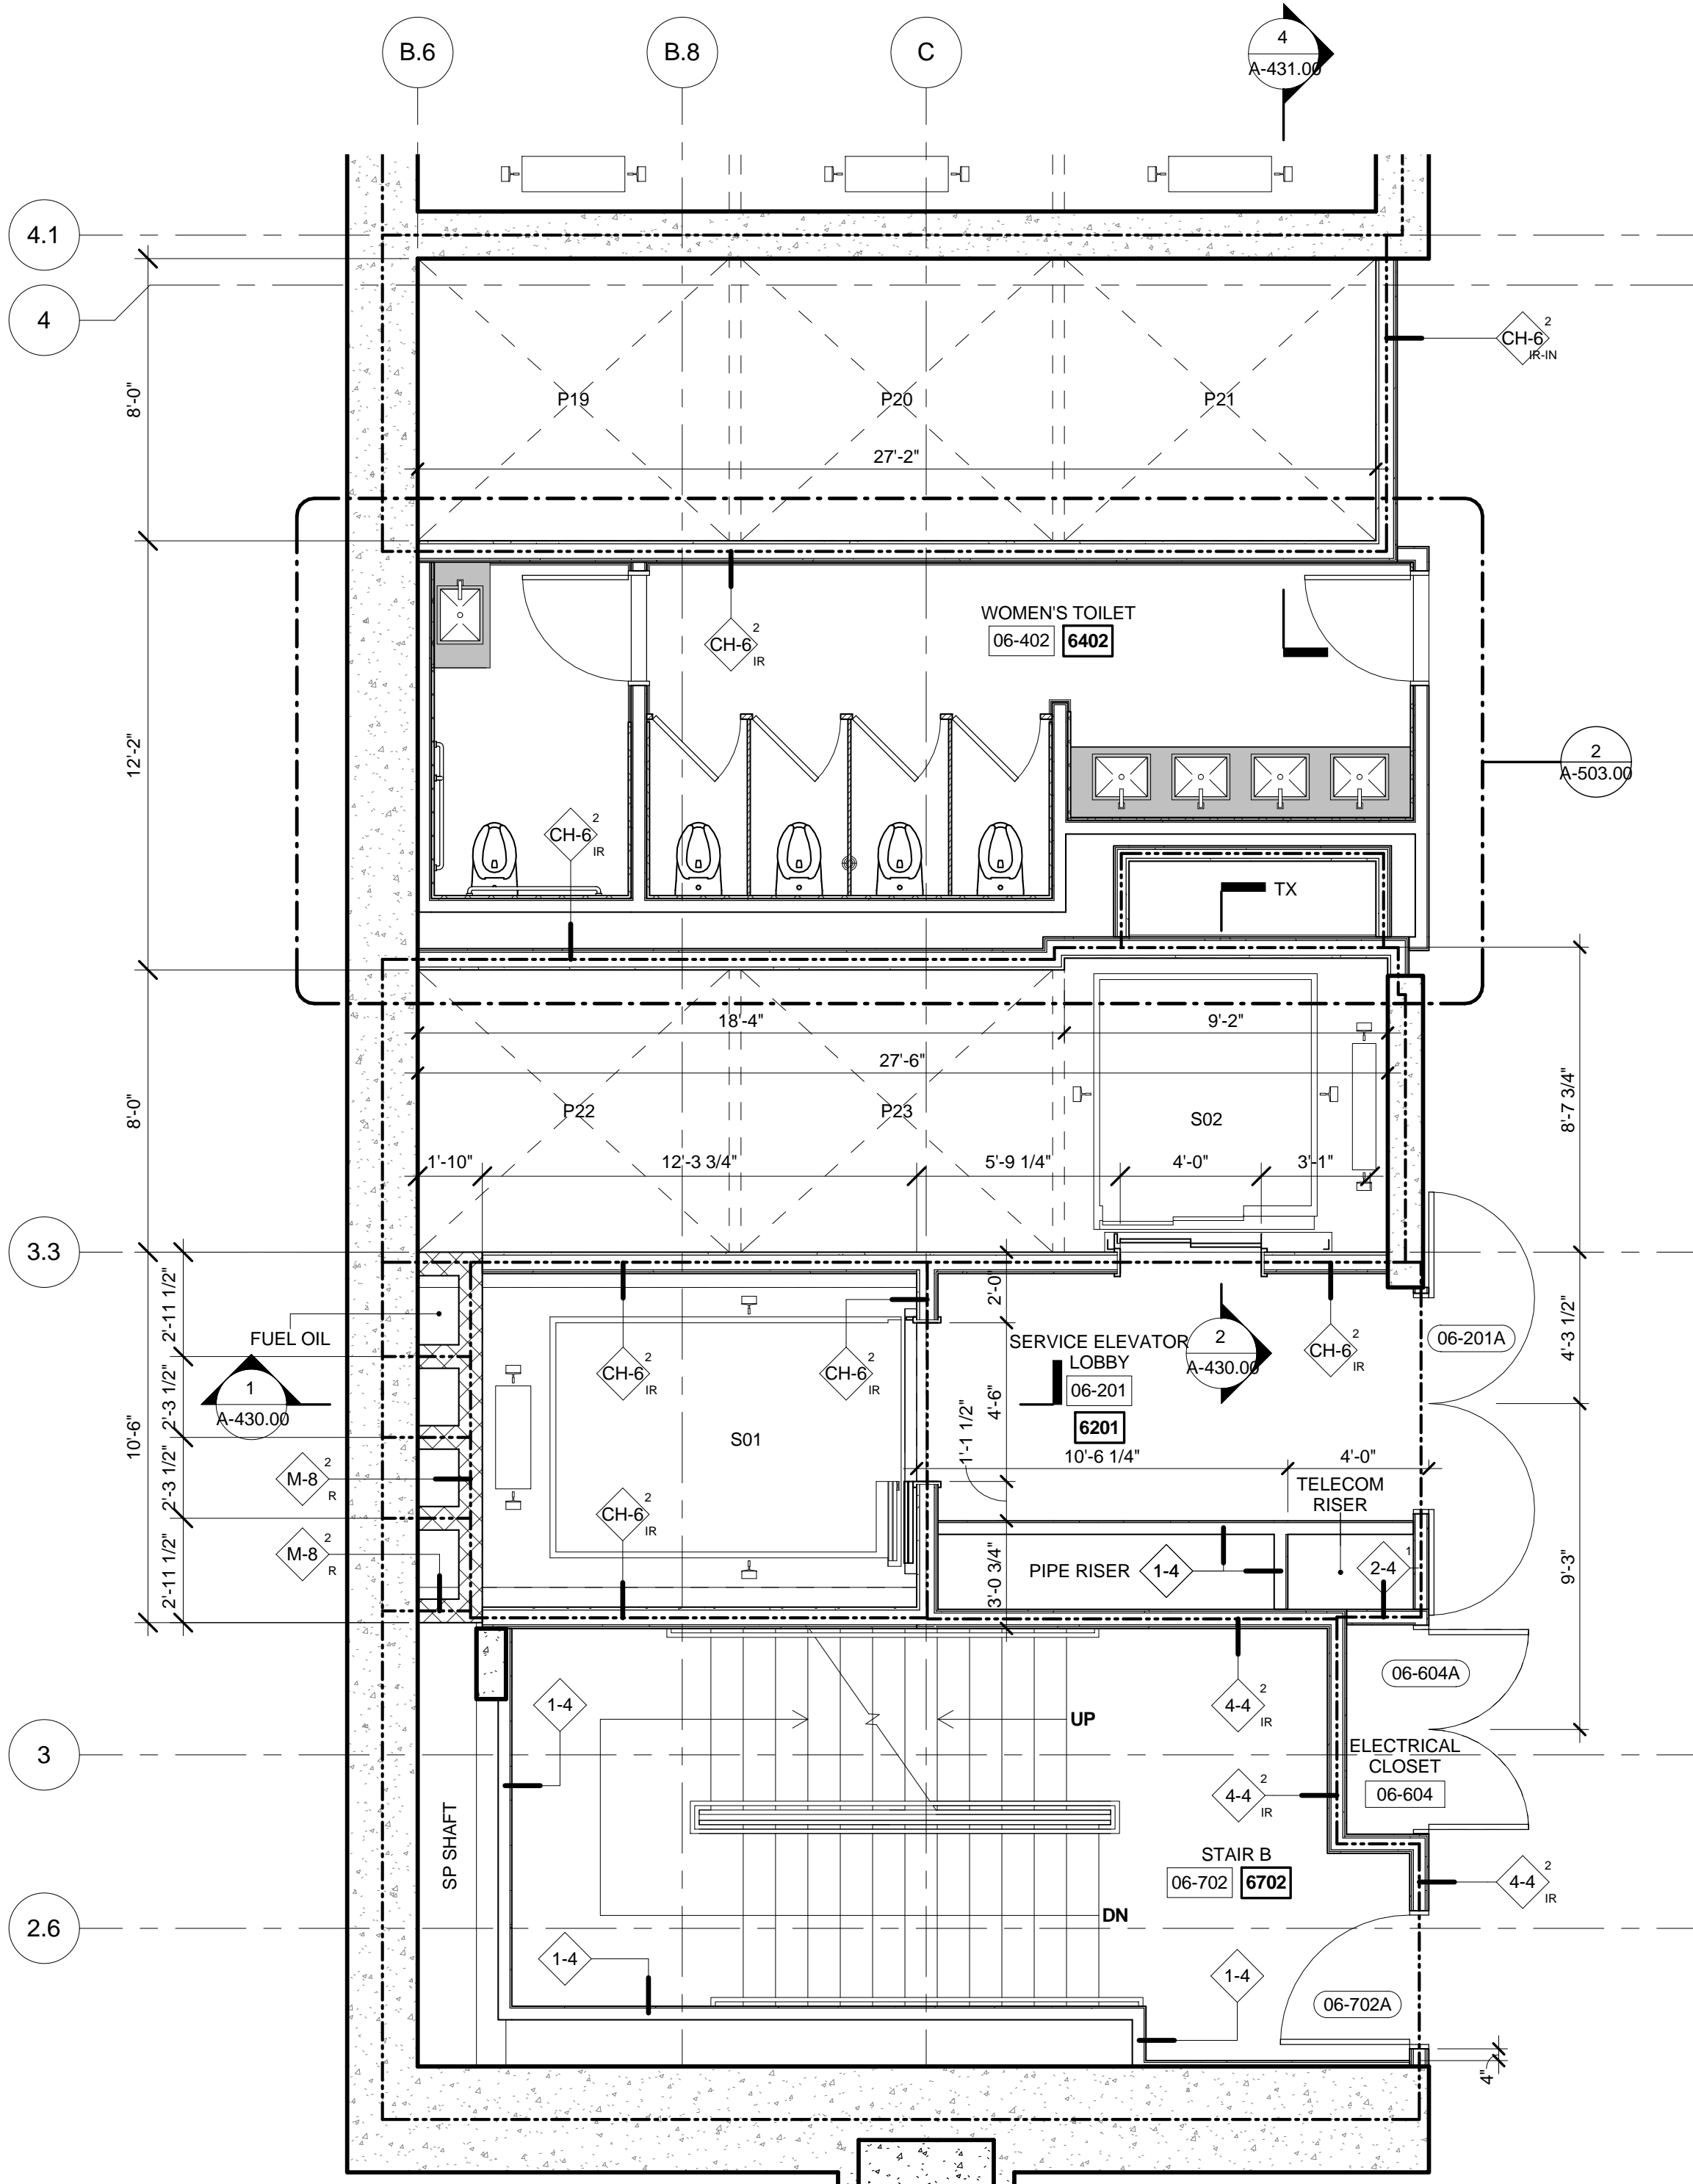 B.6
B.8
C
4
A-431.00
4.1
4
8'-0"
CH-6
2
IR-IN
P19
P20
P21
27'-2"
WOMEN'S TOILET
06-402
6402
CH-6
2
IR
12'-2"
2
A-503.00
CH-6
2
IR
TX
18'-4"
9'-2"
27'-6"
8'-7 3/4"
8'-0"
P22
P23
S02
1'-10"
12'-3 3/4"
5'-9 1/4"
4'-0"
3'-1"
3.3
2'-11 1/2"
2'-0"
FUEL OIL
SERVICE ELEVATOR
LOBBY
06-201
6201
2
A-430.00
CH-6
2
IR
06-201A
4'-3 1/2"
CH-6
2
IR
CH-6
2
IR
1
A-430.00
2'-3 1/2"
10'-6"
S01
4'-6"
1'-1 1/2"
10'-6 1/4"
4'-0"
M-8
2
R
2'-3 1/2"
CH-6
2
IR
TELECOM
RISER
M-8
2
R
2'-11 1/2"
3'-0 3/4"
PIPE RISER
1-4
2-4
1
9'-3"
06-604A
1-4
4-4
2
IR
UP
3
ELECTRICAL
CLOSET
06-604
4-4
2
IR
SP SHAFT
STAIR B
06-702
6702
4-4
2
IR
DN
2.6
1-4
1-4
06-702A
4"